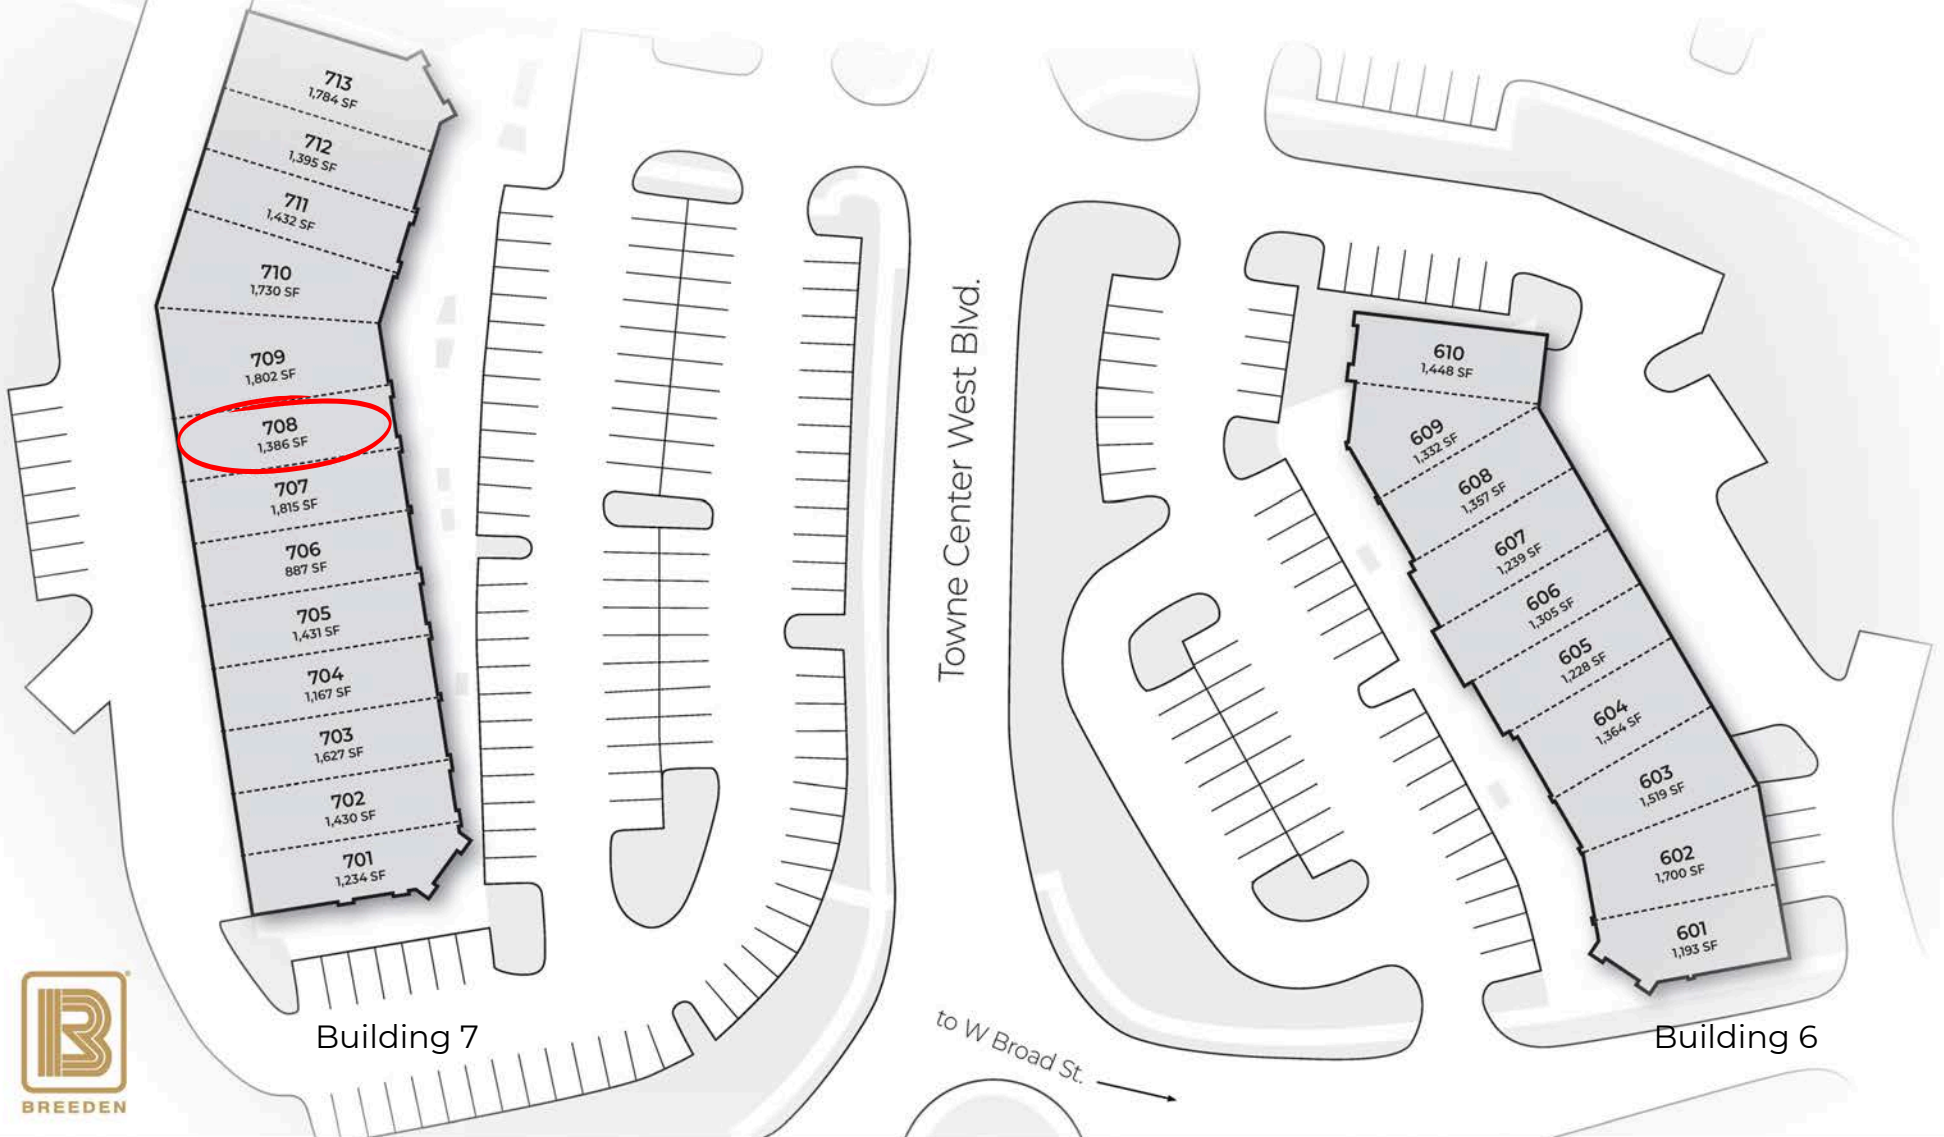 713
1,784 SF
712
1,395 SF
711
1,432 SF
710
1,730 SF
709
1,802 SF
708
1,386 SF
707
1,815 SF
706
887 SF
705
1,431 SF
704
1,167 SF
703
1,627 SF
702
1,430 SF
701
1,234 SF
Building 7
Towne Center West Blvd.
to W Broad St.
610
1,448 SF
609
1,332 SF
608
1,357 SF
607
1,239 SF
606
1,305 SF
605
1,228 SF
604
1,364 SF
603
1,519 SF
602
1,700 SF
601
1,193 SF
Building 6
B
®
BREEDEN